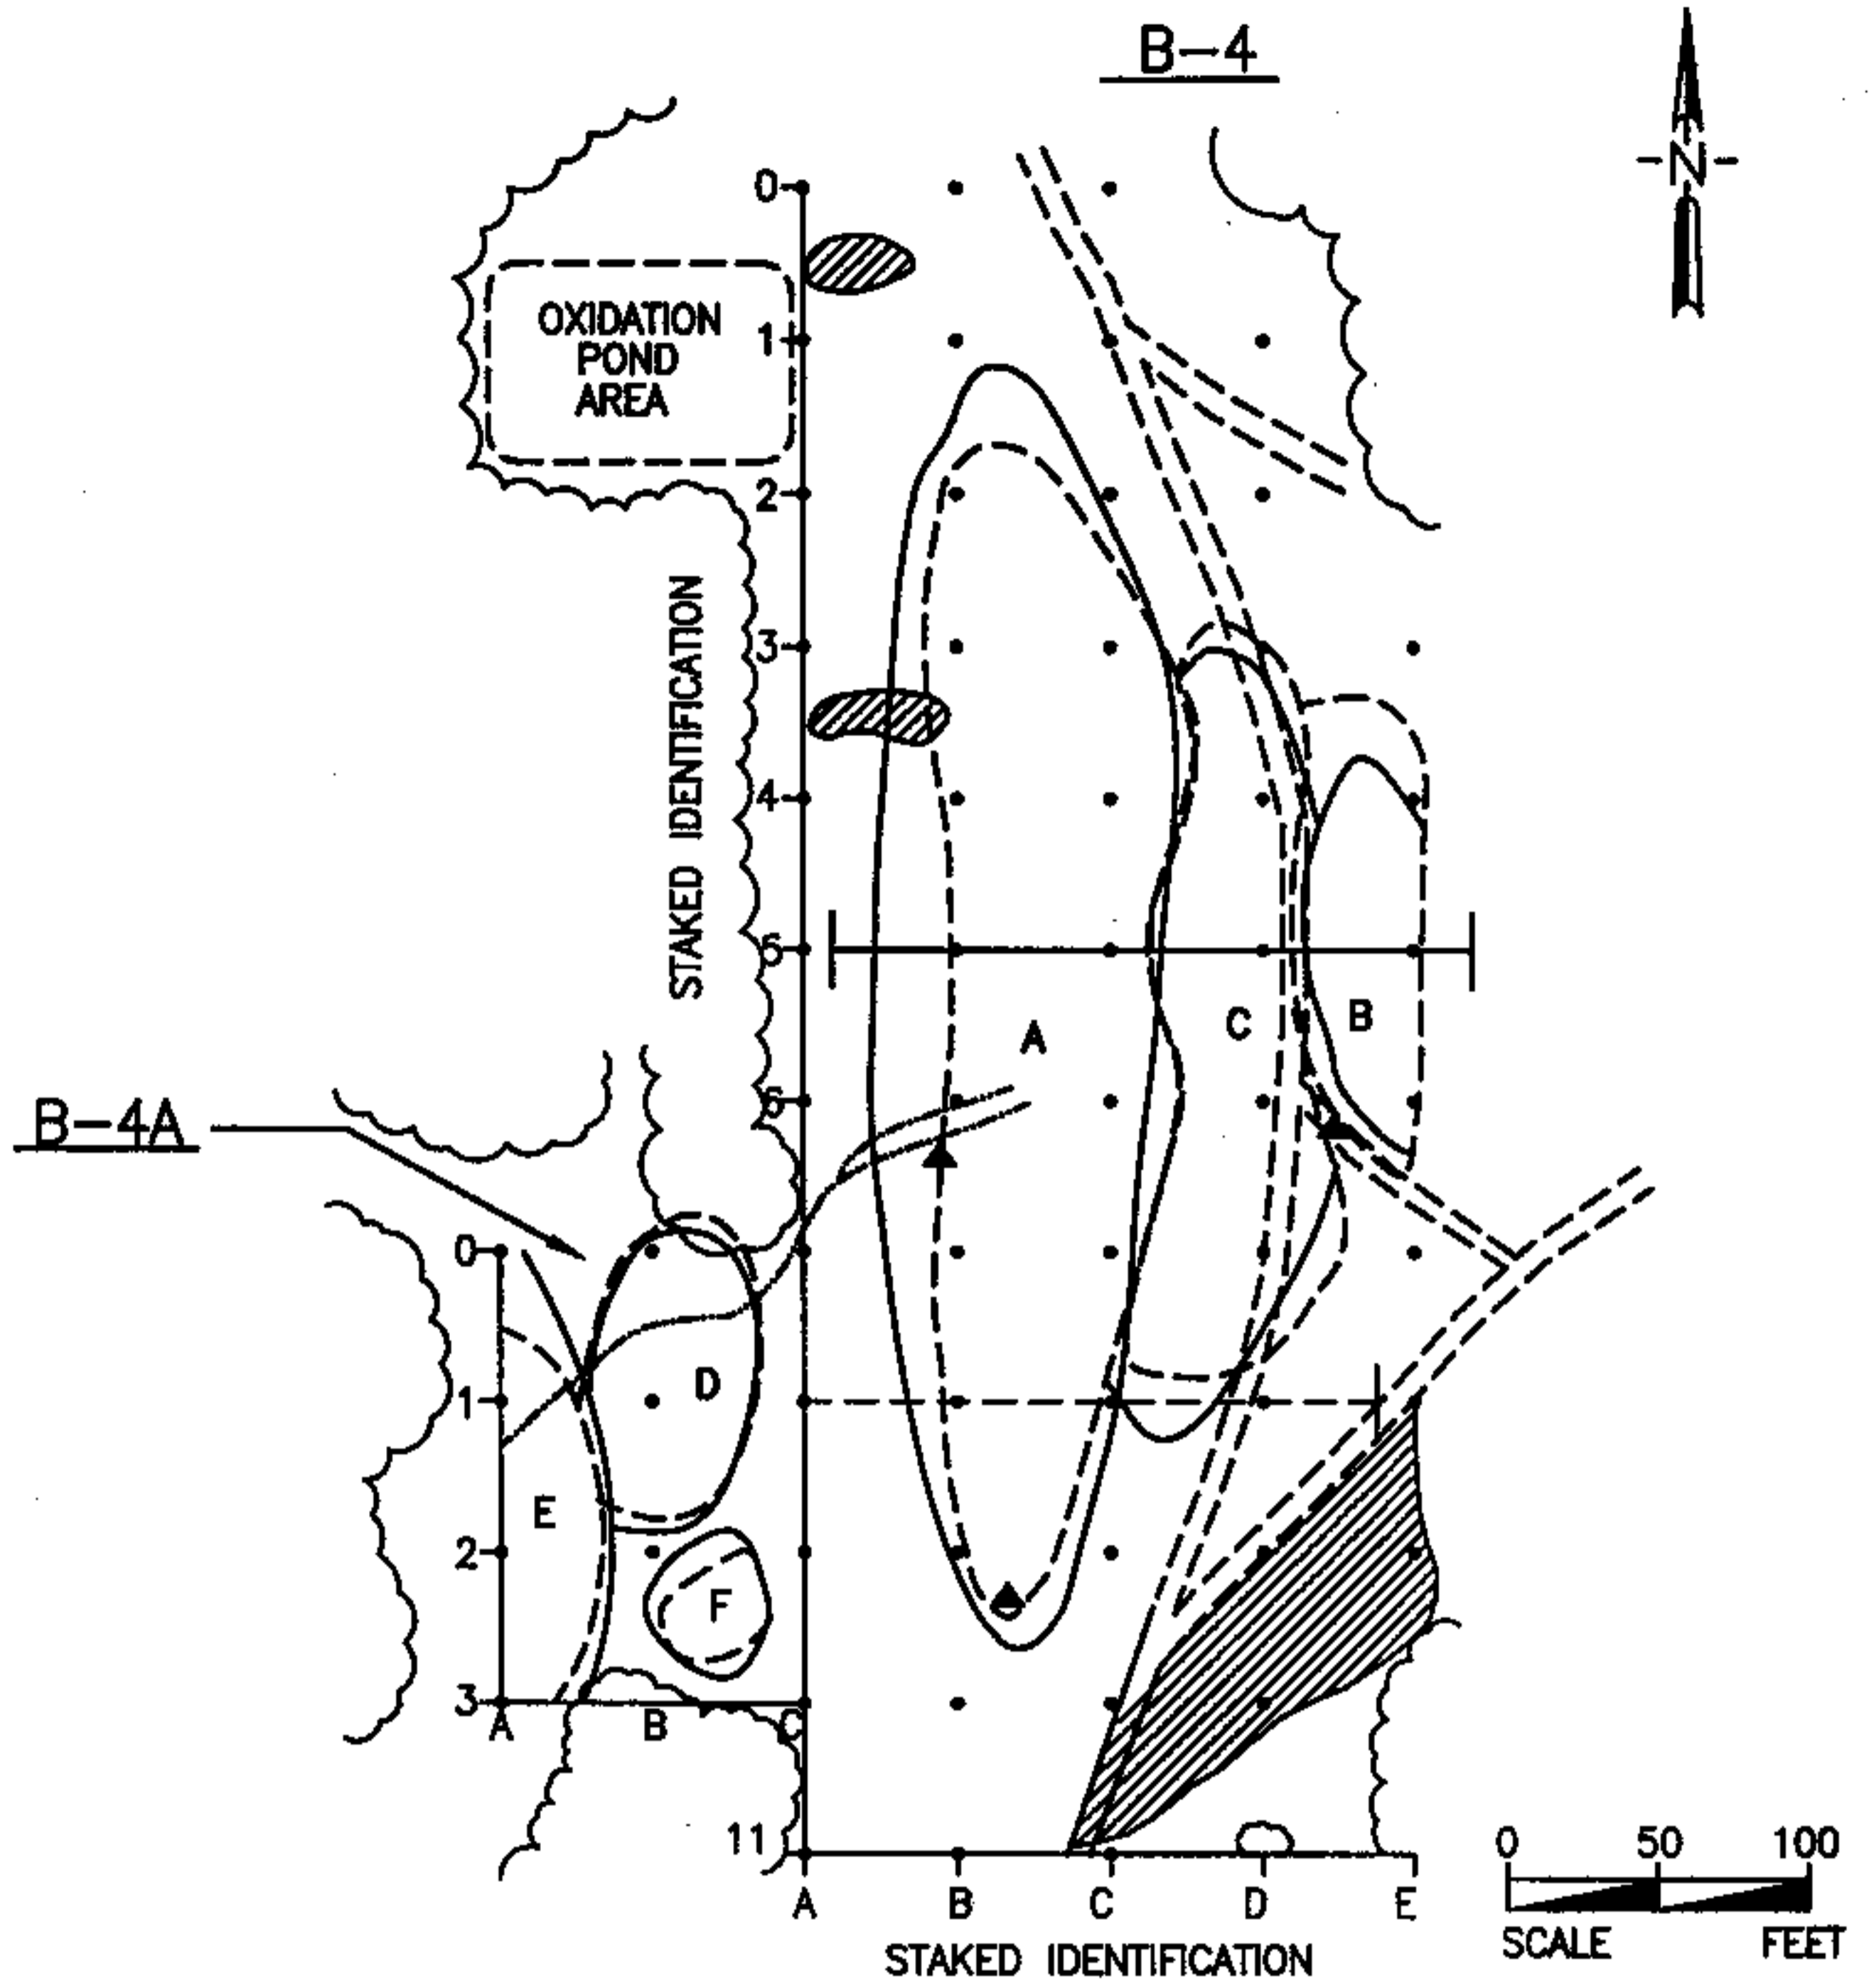 B-4
N
0
OXIDATION
POND
AREA
1
2
STAKED IDENTIFICATION
3
4
5
A
C
B
6
B-4A
0
D
1
E
2
F
3
A
B
C
11
A
B
C
D
E
STAKED IDENTIFICATION
0
50
100
SCALE
FEET